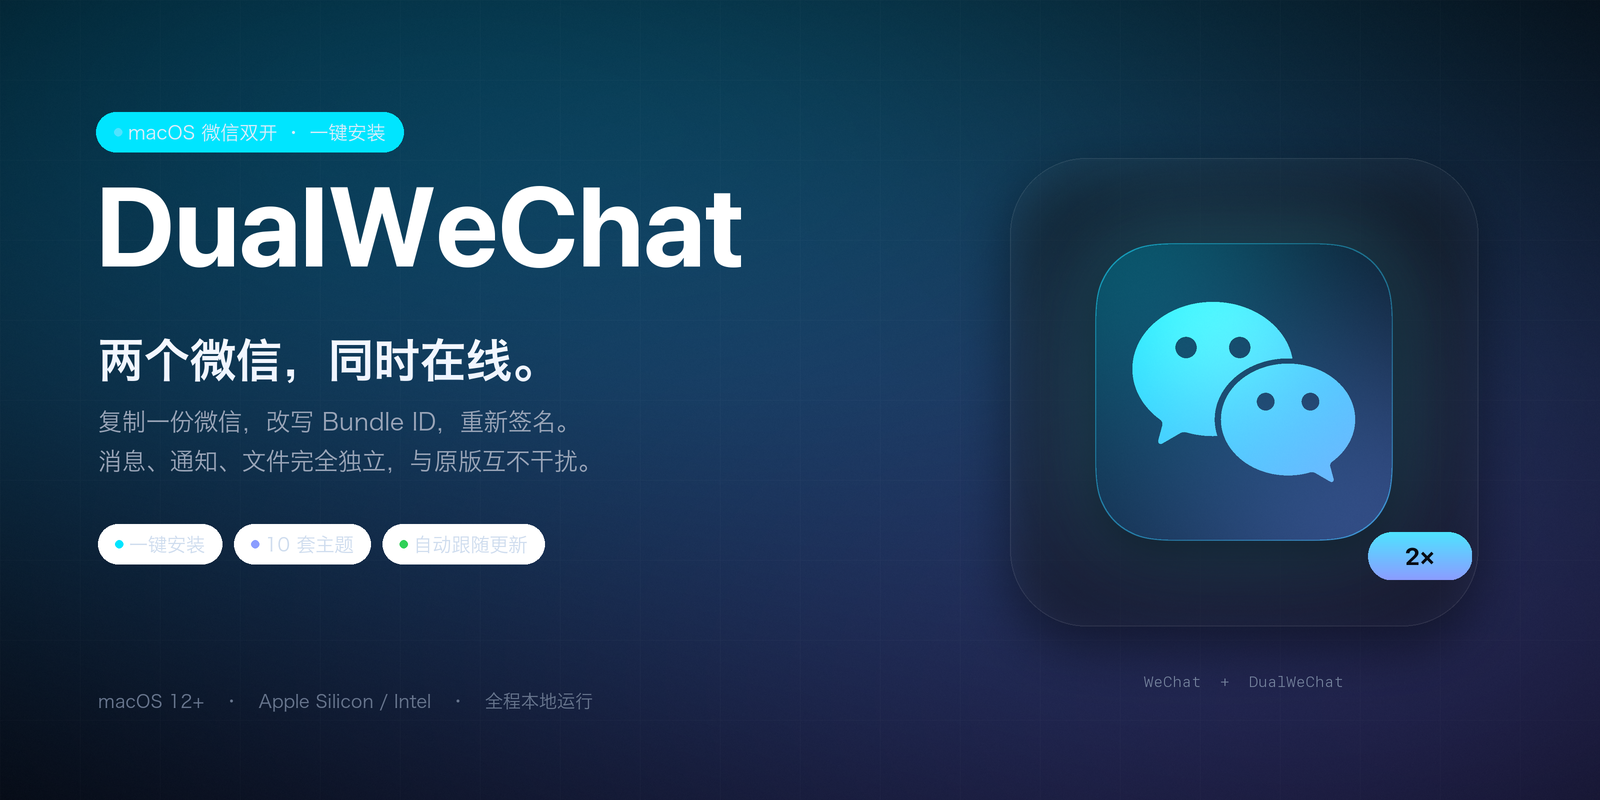 macOS 微信双开 · 一键安装
DualWeChat
两个微信，同时在线。
复制一份微信，改写 Bundle ID，重新签名。
消息、通知、文件完全独立，与原版互不干扰。
一键安装 10 套主题 自动跟随更新
2×
WeChat + DualWeChat
macOS 12+ · Apple Silicon / Intel · 全程本地运行